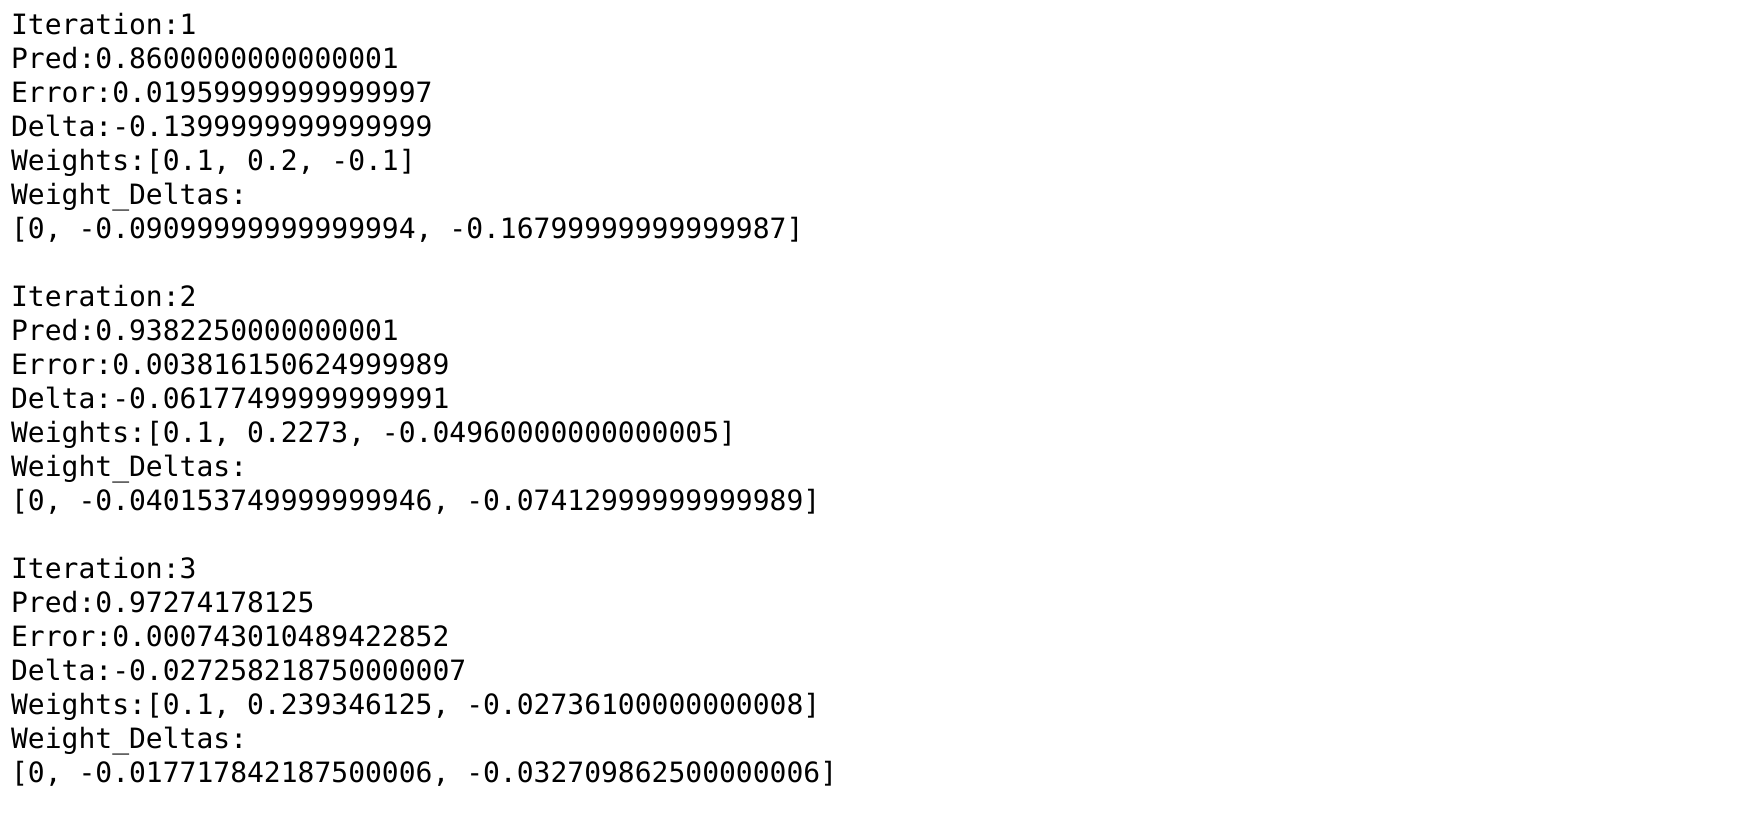 Iteration:1
Pred:0.8600000000000001
Error:0.01959999999999997
Delta:-0.1399999999999999
Weights:[0.1, 0.2, -0.1]
Weight_Deltas:
[0, -0.09099999999999994, -0.16799999999999987]
Iteration:2
Pred:0.9382250000000001
Error:0.003816150624999989
Delta:-0.06177499999999991
Weights:[0.1, 0.2273, -0.04960000000000005]
Weight_Deltas:
[0, -0.040153749999999946, -0.07412999999999989]
Iteration:3
Pred:0.97274178125
Error:0.000743010489422852
Delta:-0.027258218750000007
Weights:[0.1, 0.239346125, -0.02736100000000008]
Weight_Deltas:
[0, -0.017717842187500006, -0.032709862500000006]